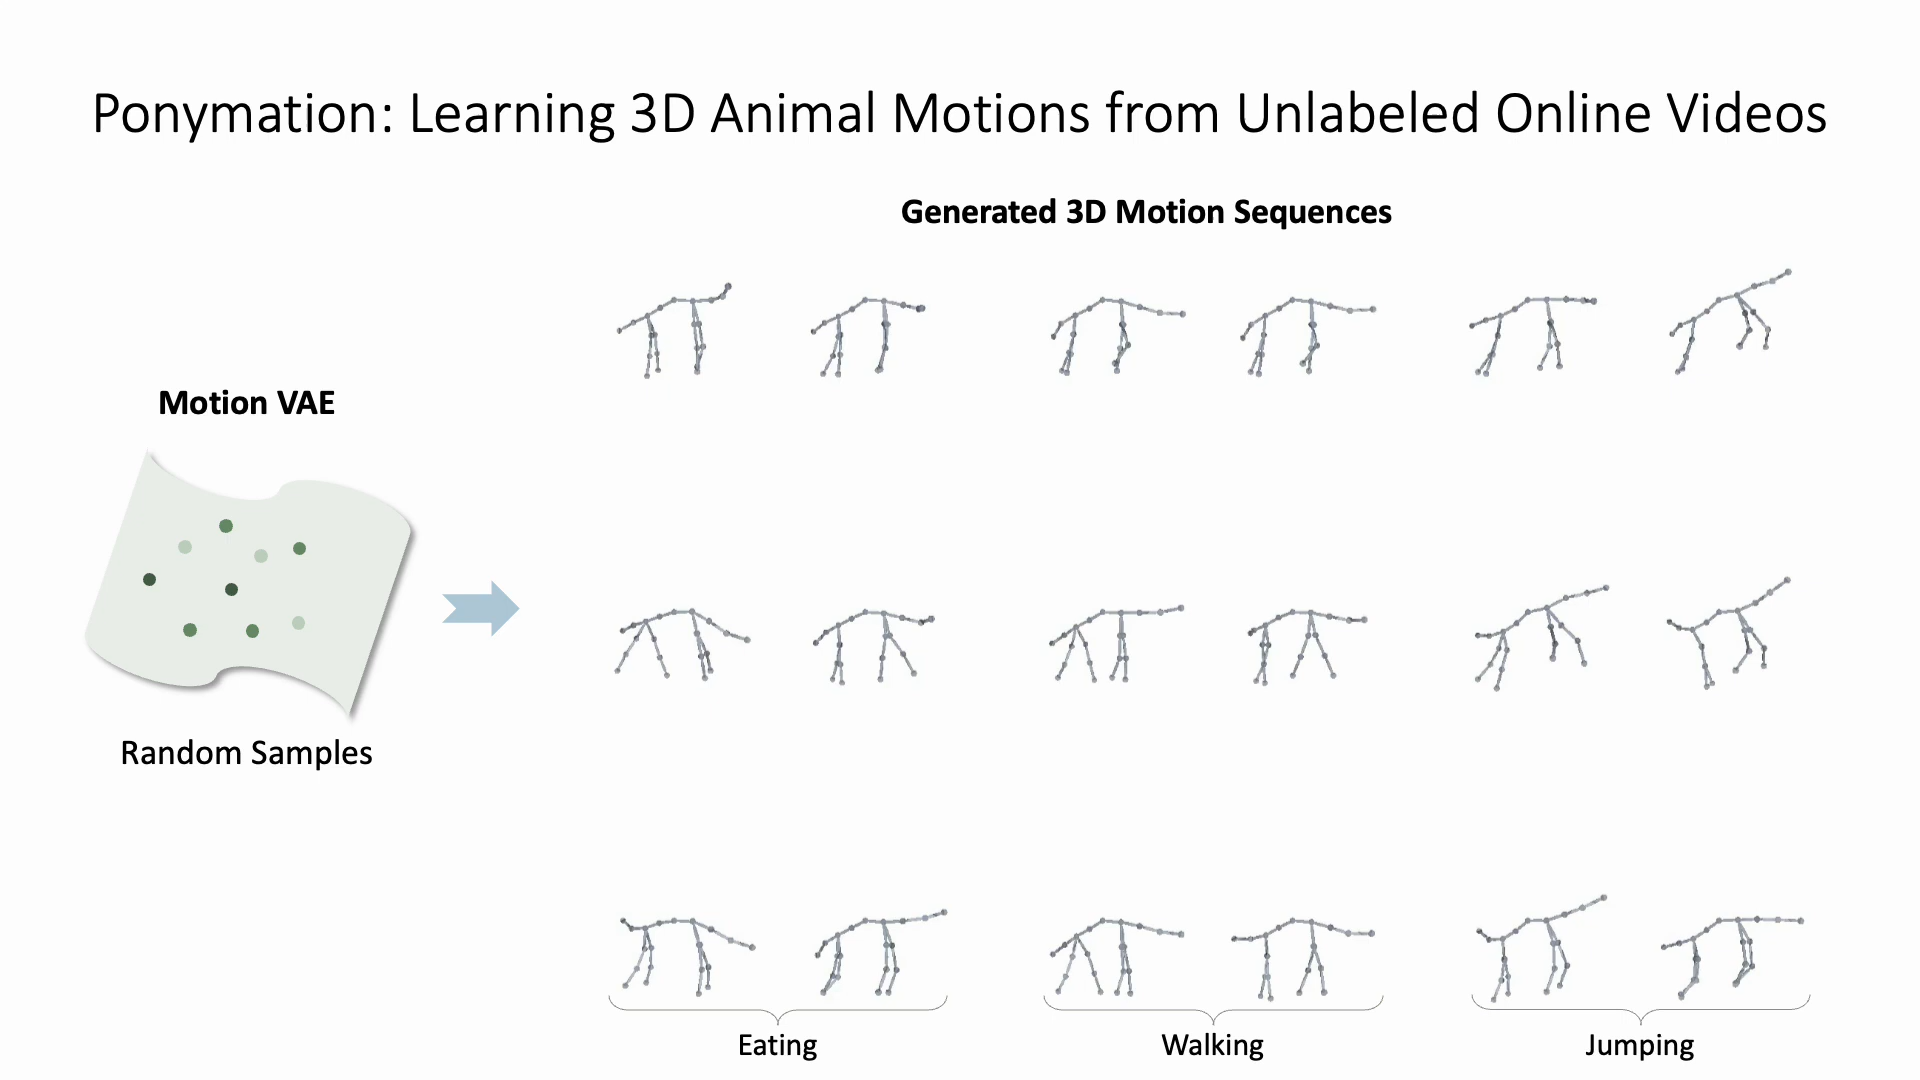 Ponymation: Learning 3D Animal Motions from Unlabeled Online Videos
Generated 3D Motion Sequences
Motion VAE
Random Samples
Eating
Walking
Jumping